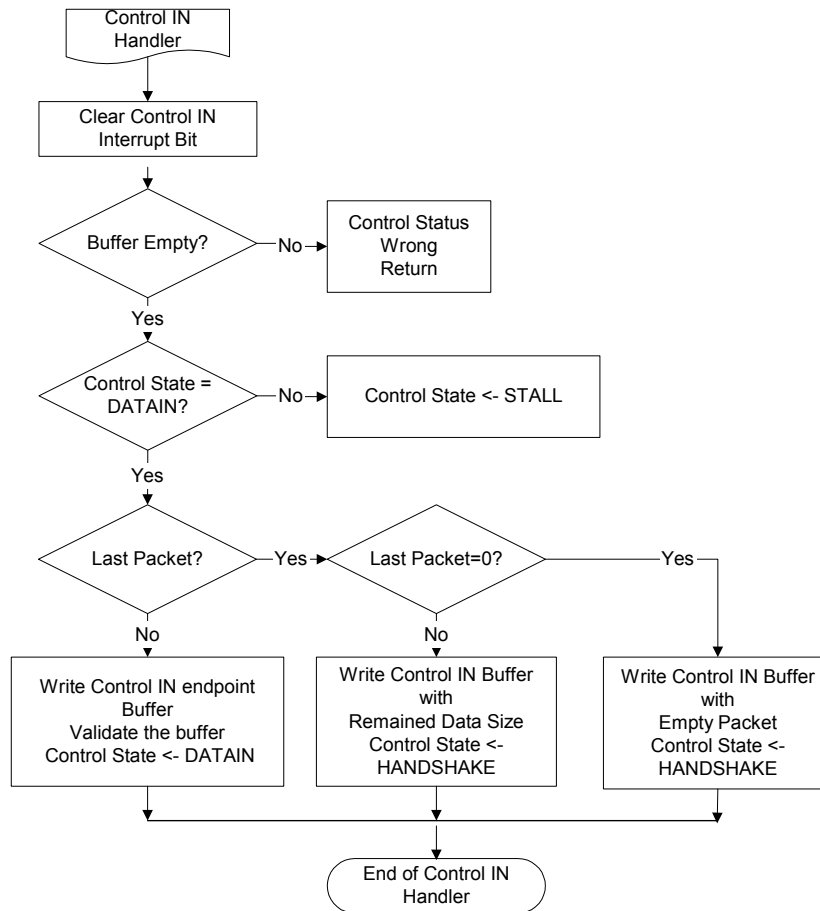 Control IN
Handler
Clear Control IN
Interrupt Bit
Buffer Empty?
No
Control Status
Wrong
Return
Yes
Control State =
DATAIN?
No
Control State <- STALL
Yes
Last Packet?
Yes
Last Packet=0?
Yes
No
No
Write Control IN endpoint
Buffer
Validate the buffer
Control State <- DATAIN
Write Control IN Buffer
with
Remained Data Size
Control State <-
HANDSHAKE
Write Control IN Buffer
with
Empty Packet
Control State <-
HANDSHAKE
End of Control IN
Handler